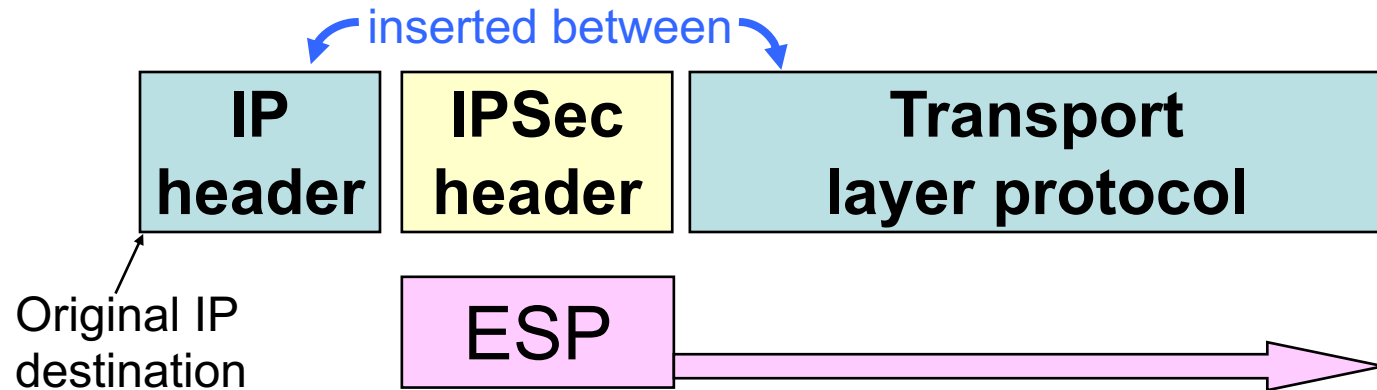 inserted between
IP
header
IPSec
header
Transport
layer protocol
Original IP
destination
ESP